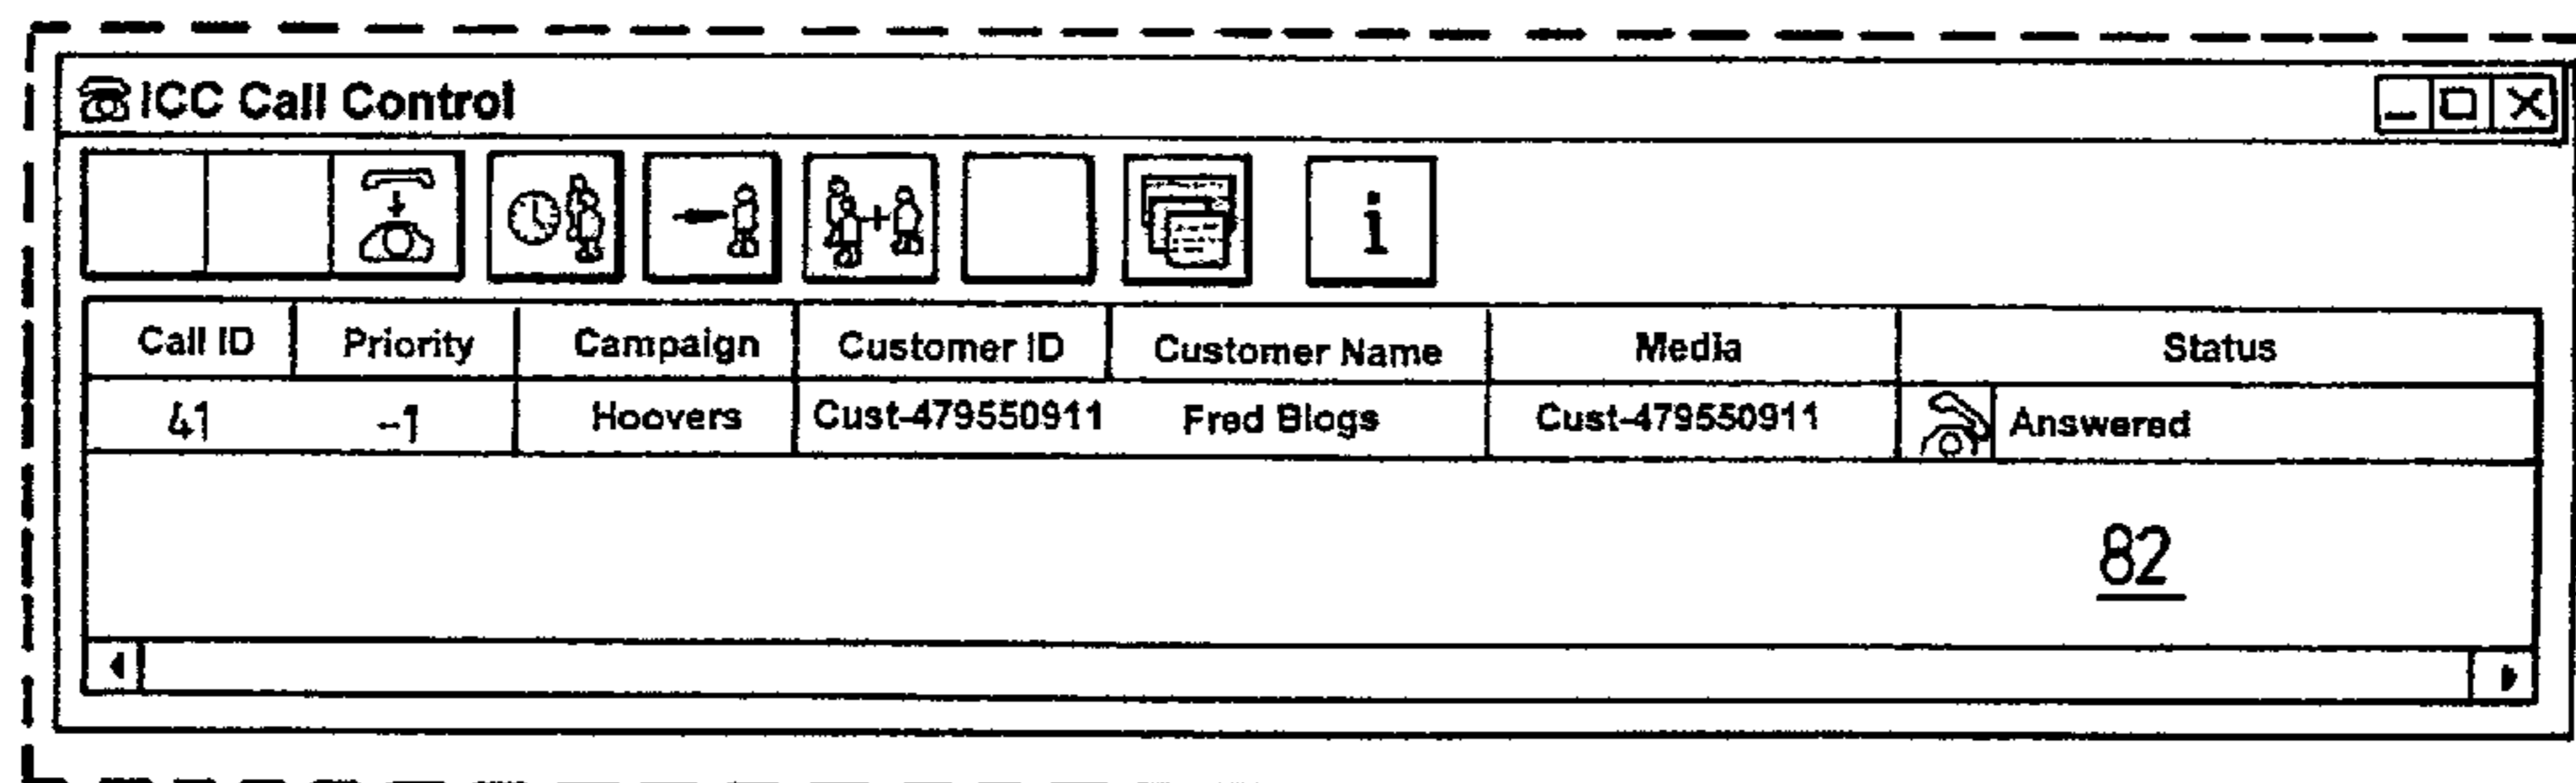 ICC Call Control
i
Call ID Priority Campaign Customer ID Customer Name Media Status
41 -1 Hoovers Cust-479550911 Fred Blogs Cust-479550911 Answered
82